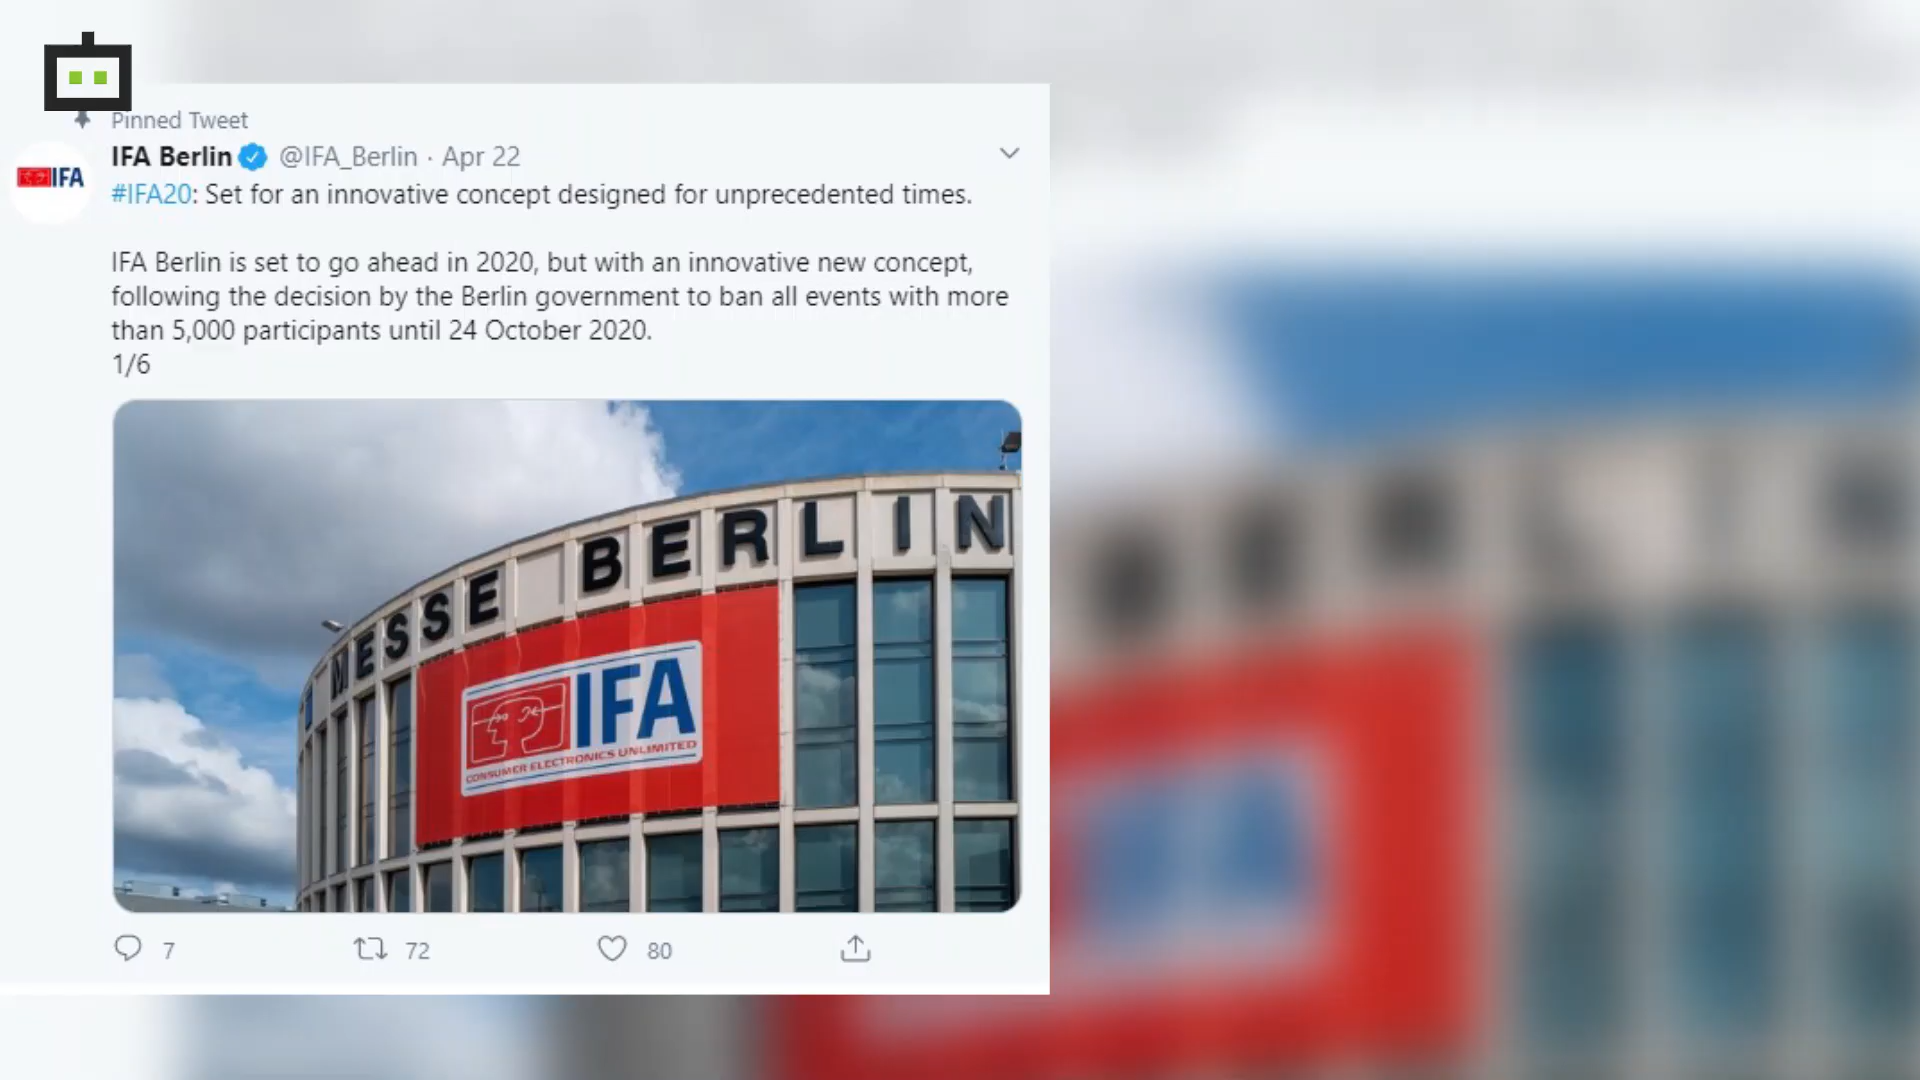 Pinned Tweet
IFA Berlin @IFA_Berlin · Apr 22
IFA
#IFA20: Set for an innovative concept designed for unprecedented times.
IFA Berlin is set to go ahead in 2020, but with an innovative new concept,
following the decision by the Berlin government to ban all events with more
than 5,000 participants until 24 October 2020.
1/6
MESSE BERLIN
IFA
CONSUMER ELECTRONICS UNLIMITED
7 72 80